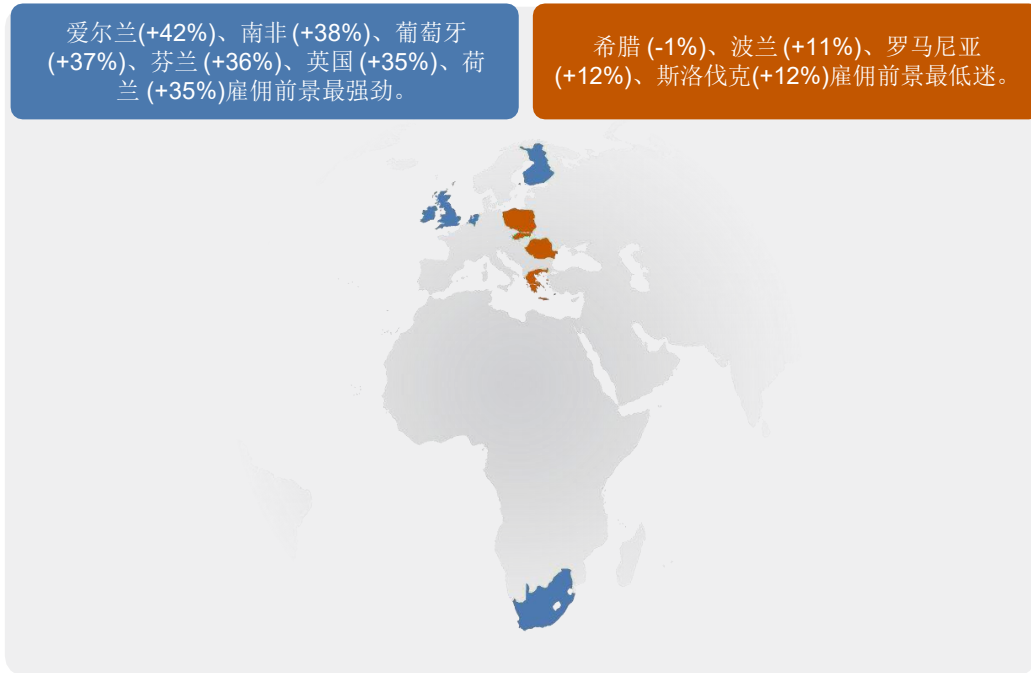 爱尔兰(+42%)、南非 (+38%)、葡萄牙
(+37%)、芬兰 (+36%)、英国 (+35%)、荷
兰 (+35%)雇佣前景最强劲。
希腊 (-1%)、波兰 (+11%)、罗马尼亚
(+12%)、斯洛伐克(+12%)雇佣前景最低迷。